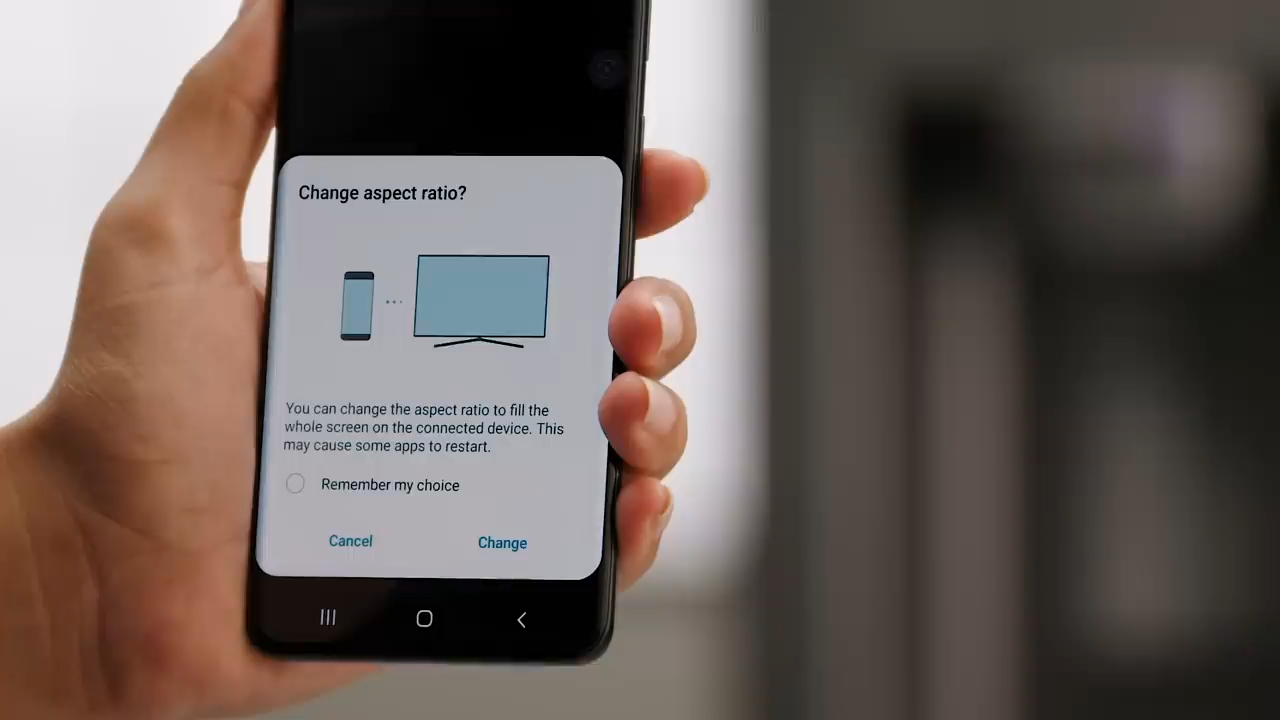 Change aspect ratio?
You can change the aspect ratio to fill the
whole screen on the connected device. This
may cause some apps to restart.
Remember my choice
Cancel
Change